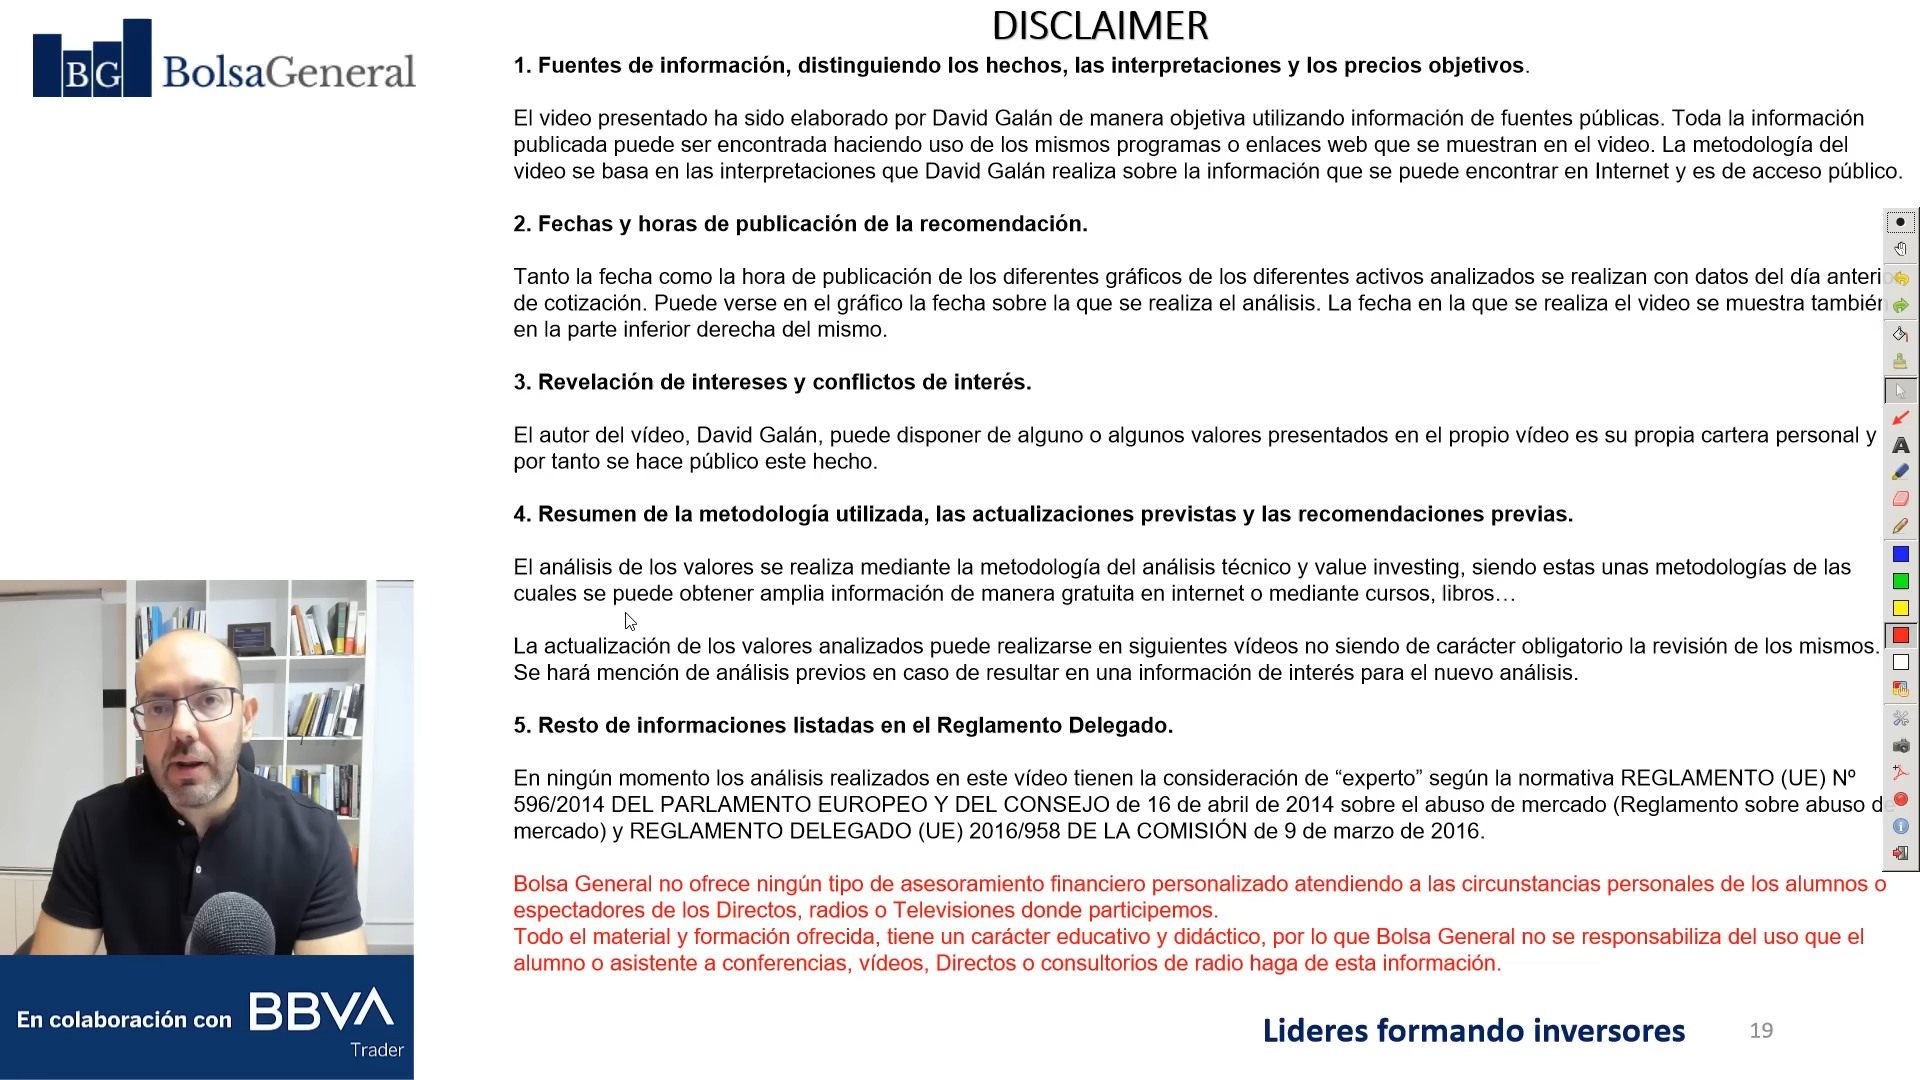 BG BolsaGeneral
DISCLAIMER
1. Fuentes de información, distinguiendo los hechos, las interpretaciones y los precios objetivos.
El video presentado ha sido elaborado por David Galán de manera objetiva utilizando información de fuentes públicas. Toda la información
publicada puede ser encontrada haciendo uso de los mismos programas o enlaces web que se muestran en el video. La metodología del
video se basa en las interpretaciones que David Galán realiza sobre la información que se puede encontrar en Internet y es de acceso público.
2. Fechas y horas de publicación de la recomendación.
Tanto la fecha como la hora de publicación de los diferentes gráficos de los diferentes activos analizados se realizan con datos del día anterio
de cotización. Puede verse en el gráfico la fecha sobre la que se realiza el análisis. La fecha en la que se realiza el video se muestra también
en la parte inferior derecha del mismo.
3. Revelación de intereses y conflictos de interés.
El autor del vídeo, David Galán, puede disponer de alguno o algunos valores presentados en el propio vídeo es su propia cartera personal y
por tanto se hace público este hecho.
4. Resumen de la metodología utilizada, las actualizaciones previstas y las recomendaciones previas.
El análisis de los valores se realiza mediante la metodología del análisis técnico y value investing, siendo estas unas metodologías de las
cuales se puede obtener amplia información de manera gratuita en internet o mediante cursos, libros…
La actualización de los valores analizados puede realizarse en siguientes vídeos no siendo de carácter obligatorio la revisión de los mismos.
Se hará mención de análisis previos en caso de resultar en una información de interés para el nuevo análisis.
5. Resto de informaciones listadas en el Reglamento Delegado.
En ningún momento los análisis realizados en este vídeo tienen la consideración de “experto” según la normativa REGLAMENTO (UE) Nº
596/2014 DEL PARLAMENTO EUROPEO Y DEL CONSEJO de 16 de abril de 2014 sobre el abuso de mercado (Reglamento sobre abuso de
mercado) y REGLAMENTO DELEGADO (UE) 2016/958 DE LA COMISIÓN de 9 de marzo de 2016.
Bolsa General no ofrece ningún tipo de asesoramiento financiero personalizado atendiendo a las circunstancias personales de los alumnos o
espectadores de los Directos, radios o Televisiones donde participemos.
Todo el material y formación ofrecida, tiene un carácter educativo y didáctico, por lo que Bolsa General no se responsabiliza del uso que el
alumno o asistente a conferencias, vídeos, Directos o consultorios de radio haga de esta información.
En colaboración con BBVA
Trader
Lideres formando inversores
19